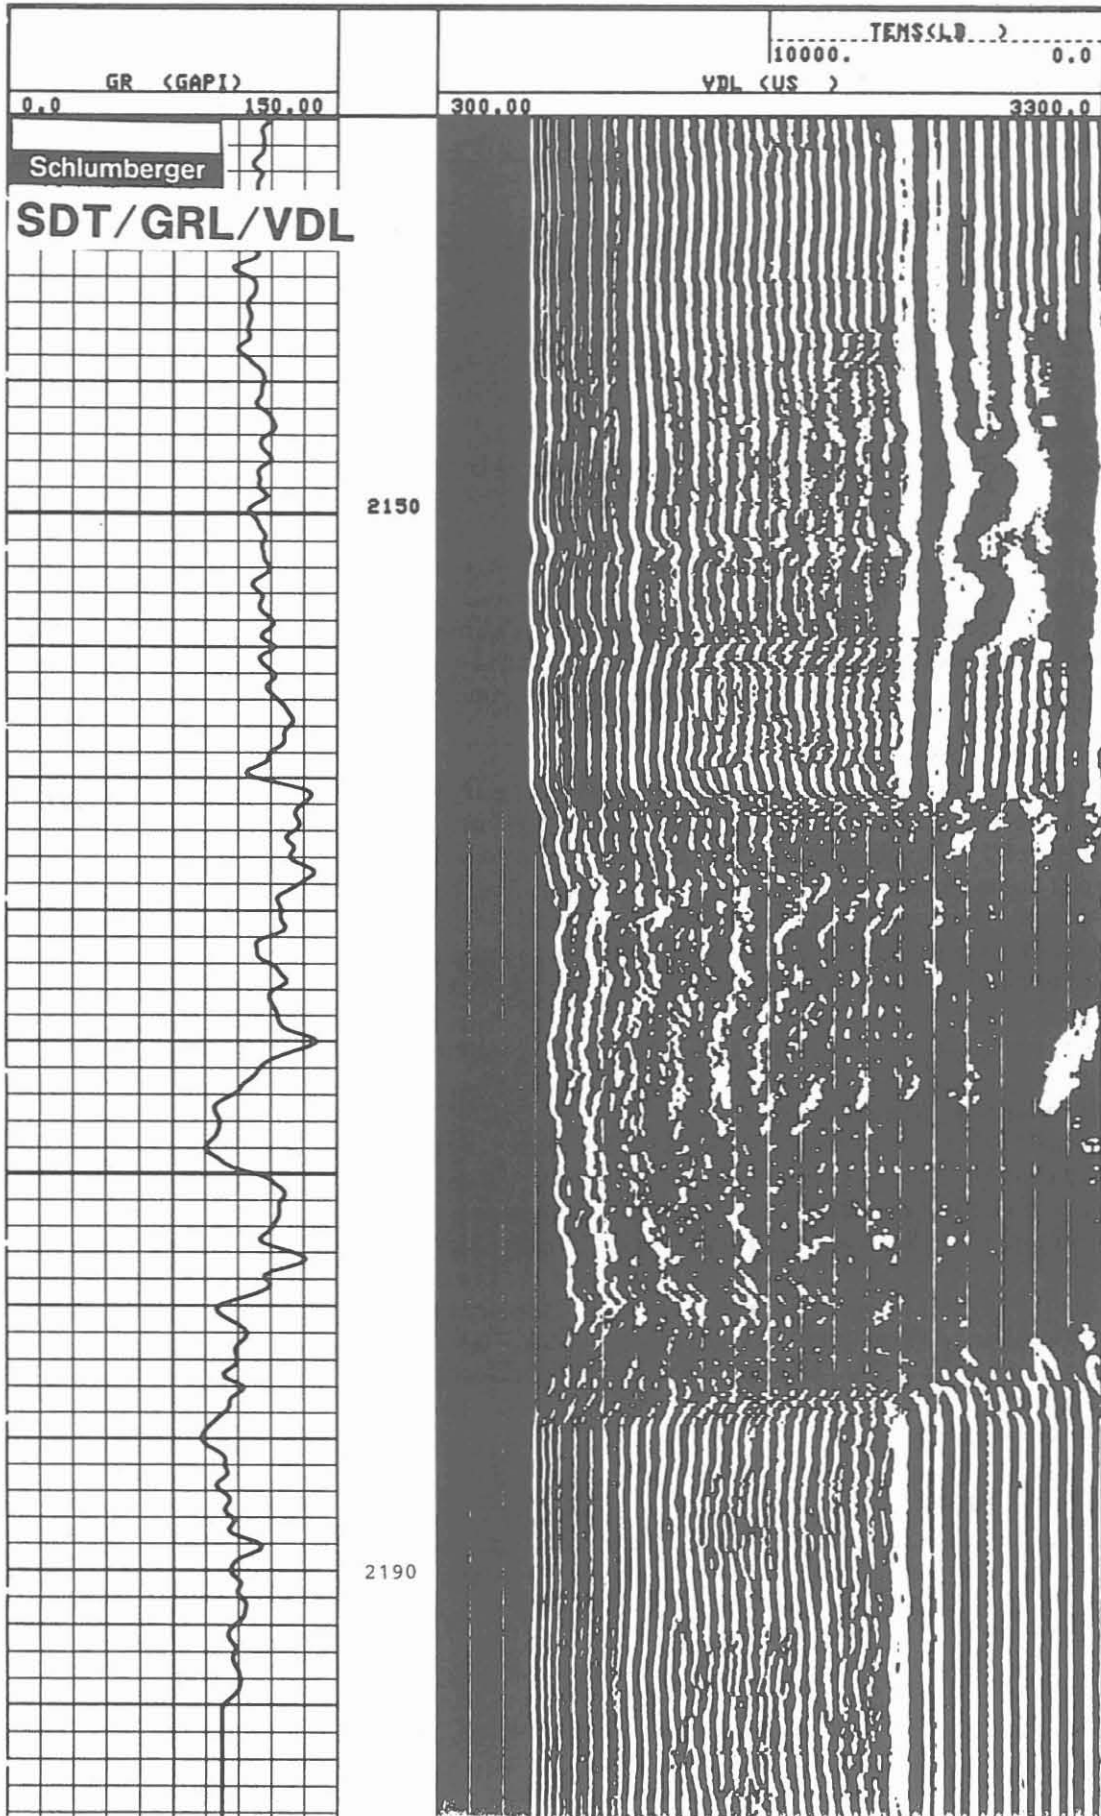 TENS(LB )
10000. 0.0
GR (GAPI) VDL (US )
0.0 150.00 300.00 3300.0
Schlumberger
SDT/GRL/VDL
2150
2190